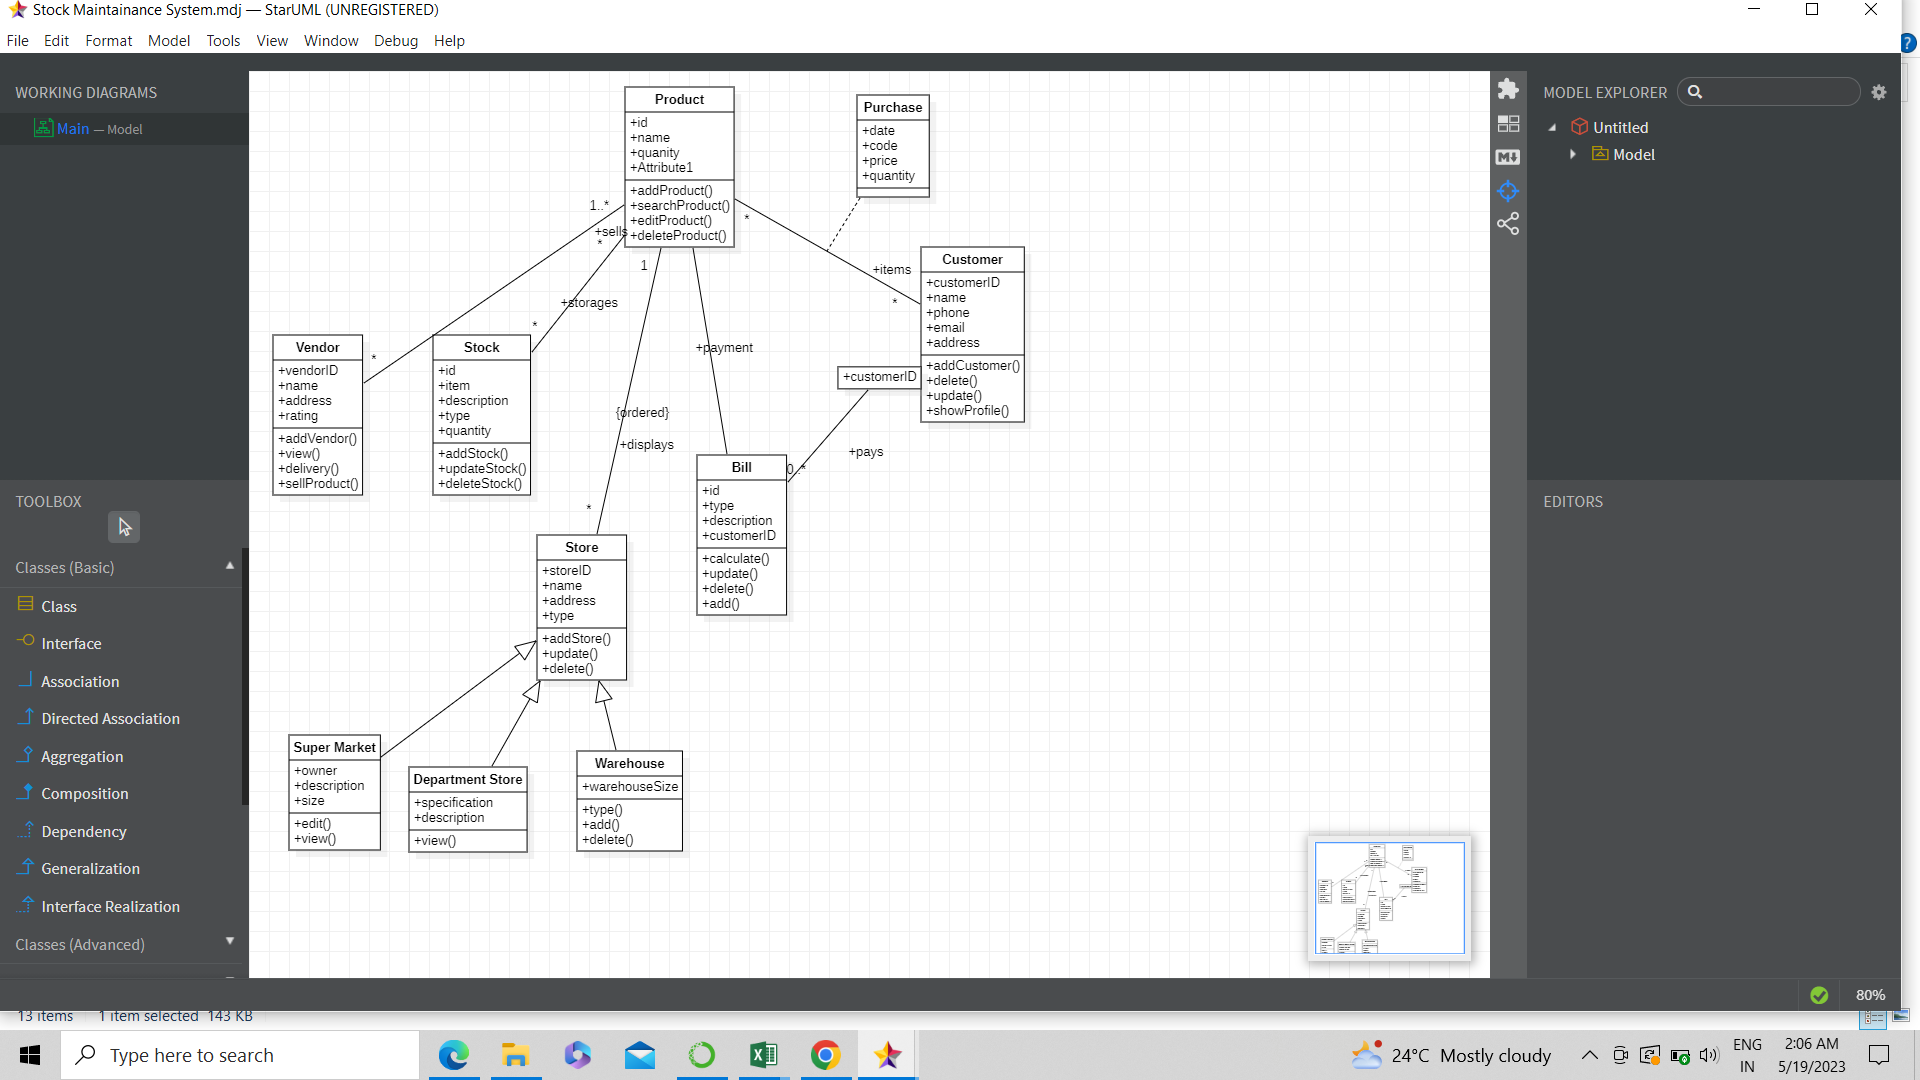 Stock Maintainance System.mdj — StarUML (UNREGISTERED)
File Edit Format Model Tools View Window Debug Help
WORKING DIAGRAMS
Main — Model
TOOLBOX
Classes (Basic)
Class
Interface
Association
Directed Association
Aggregation
Composition
Dependency
Generalization
Interface Realization
Classes (Advanced)
Product
+id
+name
+quanity
+Attribute1
+addProduct()
+searchProduct()
+editProduct()
+deleteProduct()
Purchase
+date
+code
+price
+quantity
1..*
+sells
*
*
1
+items
*
+storages
*
*
+payment
{ordered}
+displays
*
Customer
+customerID
+name
+phone
+email
+address
+addCustomer()
+delete()
+update()
+showProfile()
+customerID
+pays
0..*
Vendor
+vendorID
+name
+address
+rating
+addVendor()
+view()
+delivery()
+sellProduct()
Stock
+id
+item
+description
+type
+quantity
+addStock()
+updateStock()
+deleteStock()
Bill
+id
+type
+description
+customerID
+calculate()
+update()
+delete()
+add()
Store
+storeID
+name
+address
+type
+addStore()
+update()
+delete()
Super Market
+owner
+description
+size
+edit()
+view()
Department Store
+specification
+description
+view()
Warehouse
+warehouseSize
+type()
+add()
+delete()
MODEL EXPLORER
Untitled
Model
EDITORS
80%
13 items 1 item selected 143 KB
Type here to search
24°C Mostly cloudy
ENG
IN
2:06 AM
5/19/2023